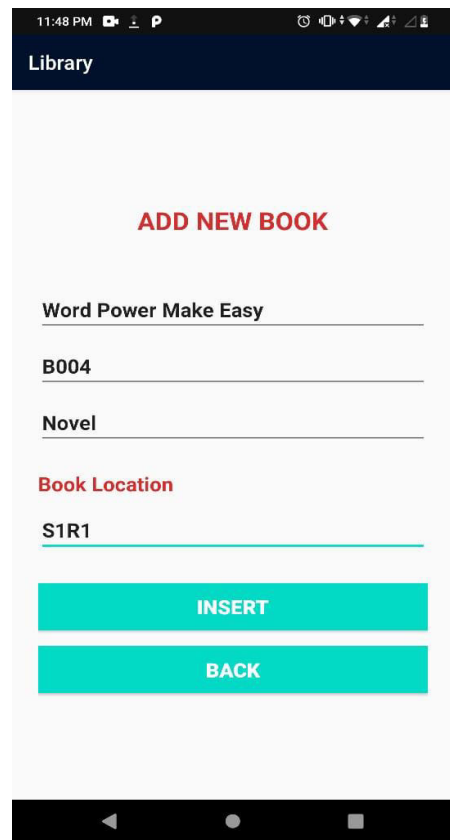 11:48 PM
Library
ADD NEW BOOK
Word Power Make Easy
B004
Novel
Book Location
S1R1
INSERT
BACK